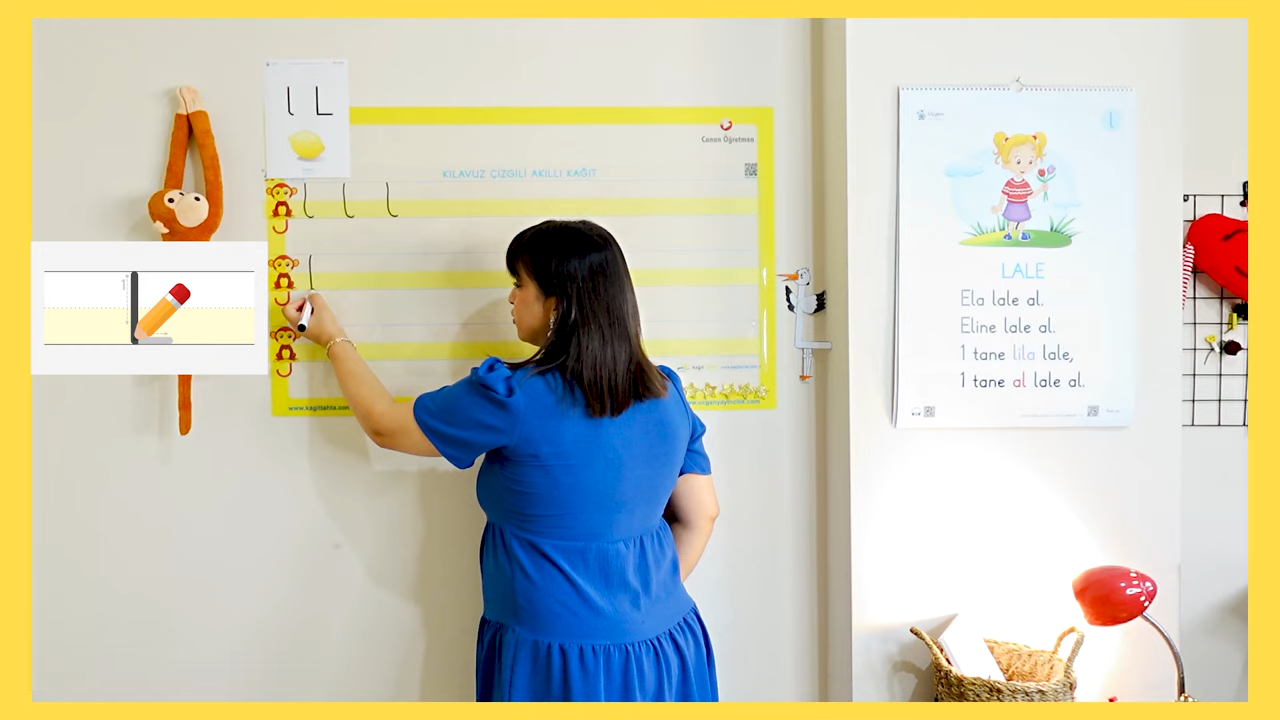 l L
Canan Öğretmen
KILAVUZ ÇİZGİLİ AKILLI KAĞIT
l l l
l
www.kagittahta.com
1
l
LALE
Ela lale al.
Eline lale al.
1 tane lila lale,
1 tane al lale al.